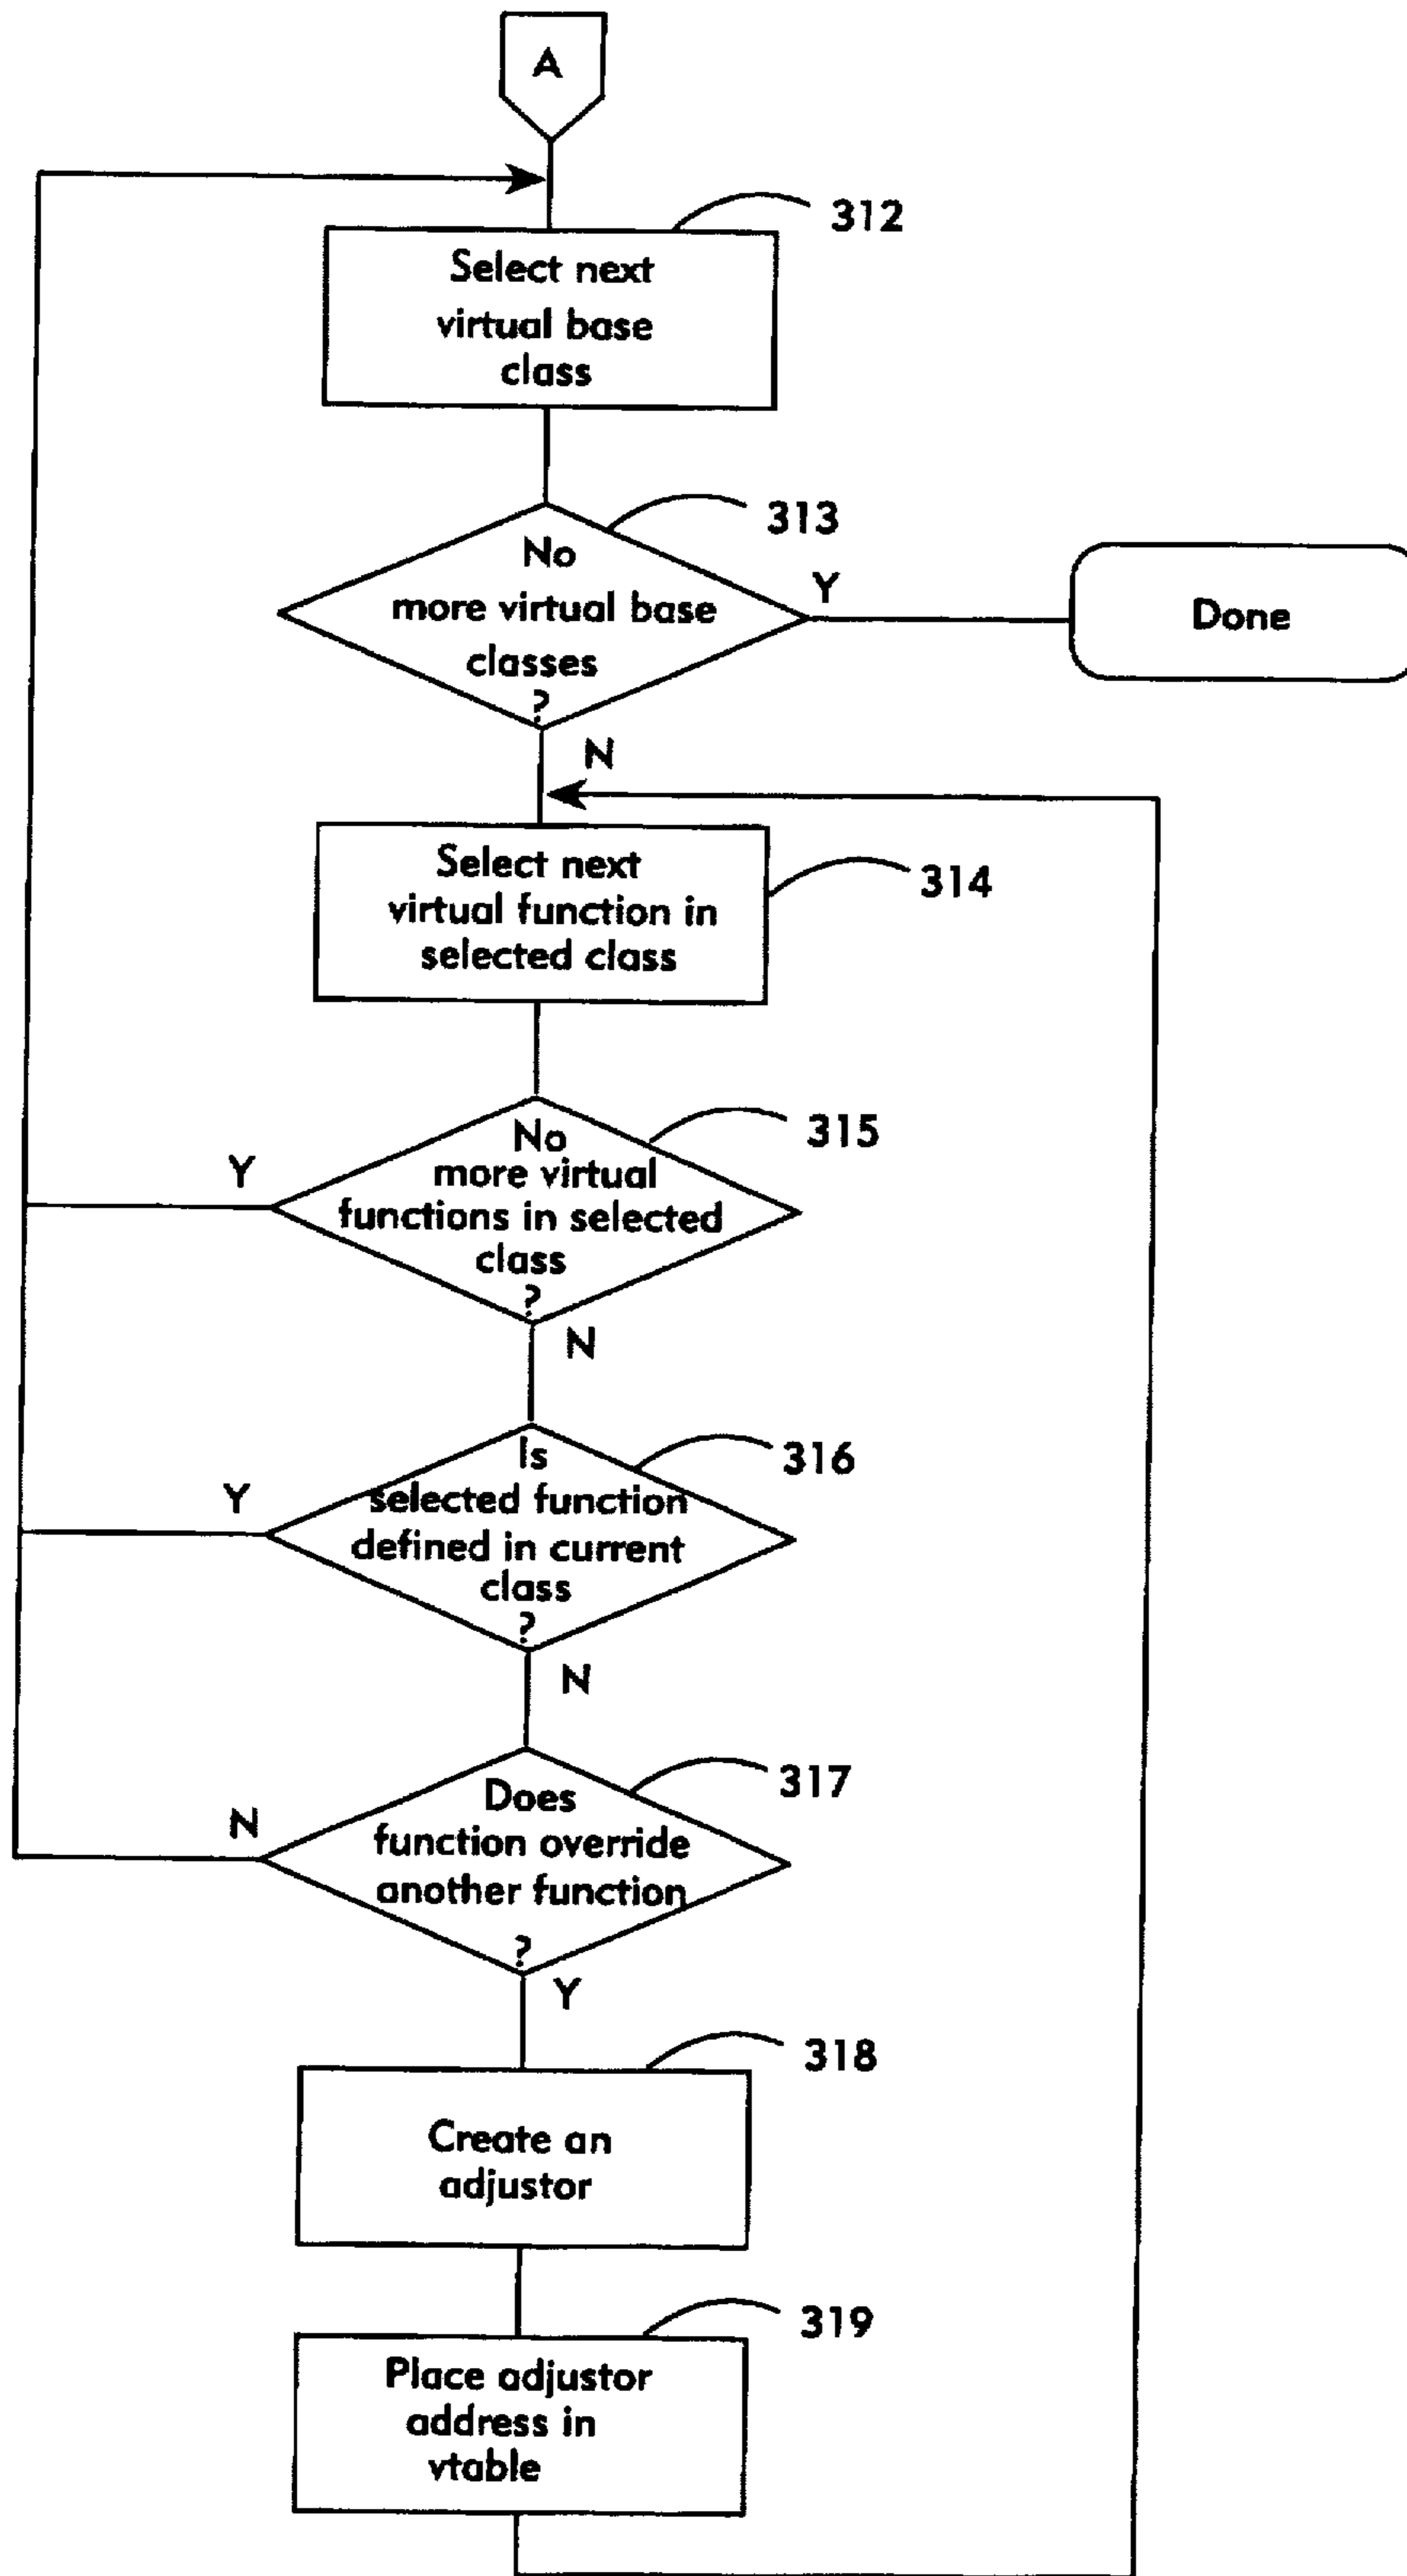 A
312
Select next
virtual base
class
313
No
more virtual base
classes
?
Y
Done
N
Select next
virtual function in
selected class
314
315
No
more virtual
functions in selected
class
?
Y
N
316
Is
selected function
defined in current
class
?
Y
N
317
Does
function override
another function
?
N
Y
318
Create an
adjustor
319
Place adjustor
address in
vtable